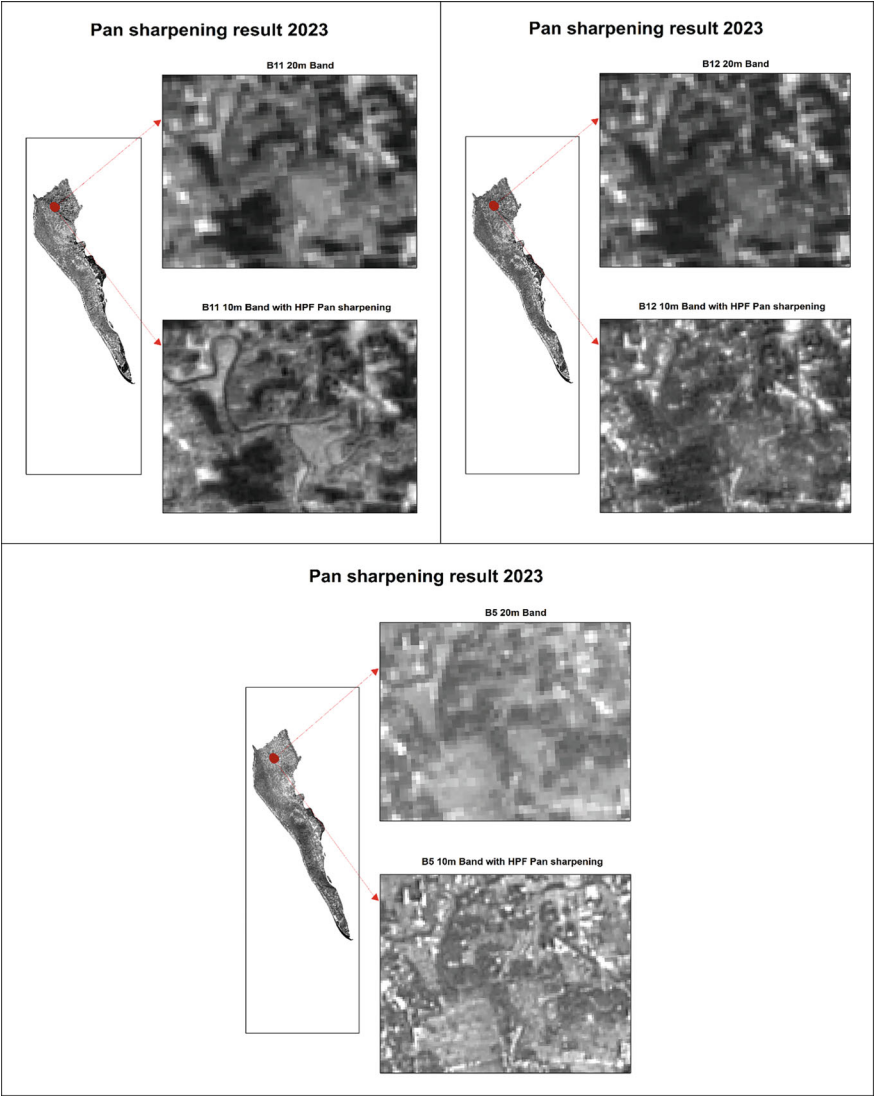 Pan sharpening result 2023
B11 20m Band
B11 10m Band with HPF Pan sharpening
Pan sharpening result 2023
B12 20m Band
B12 10m Band with HPF Pan sharpening
Pan sharpening result 2023
B5 20m Band
B5 10m Band with HPF Pan sharpening